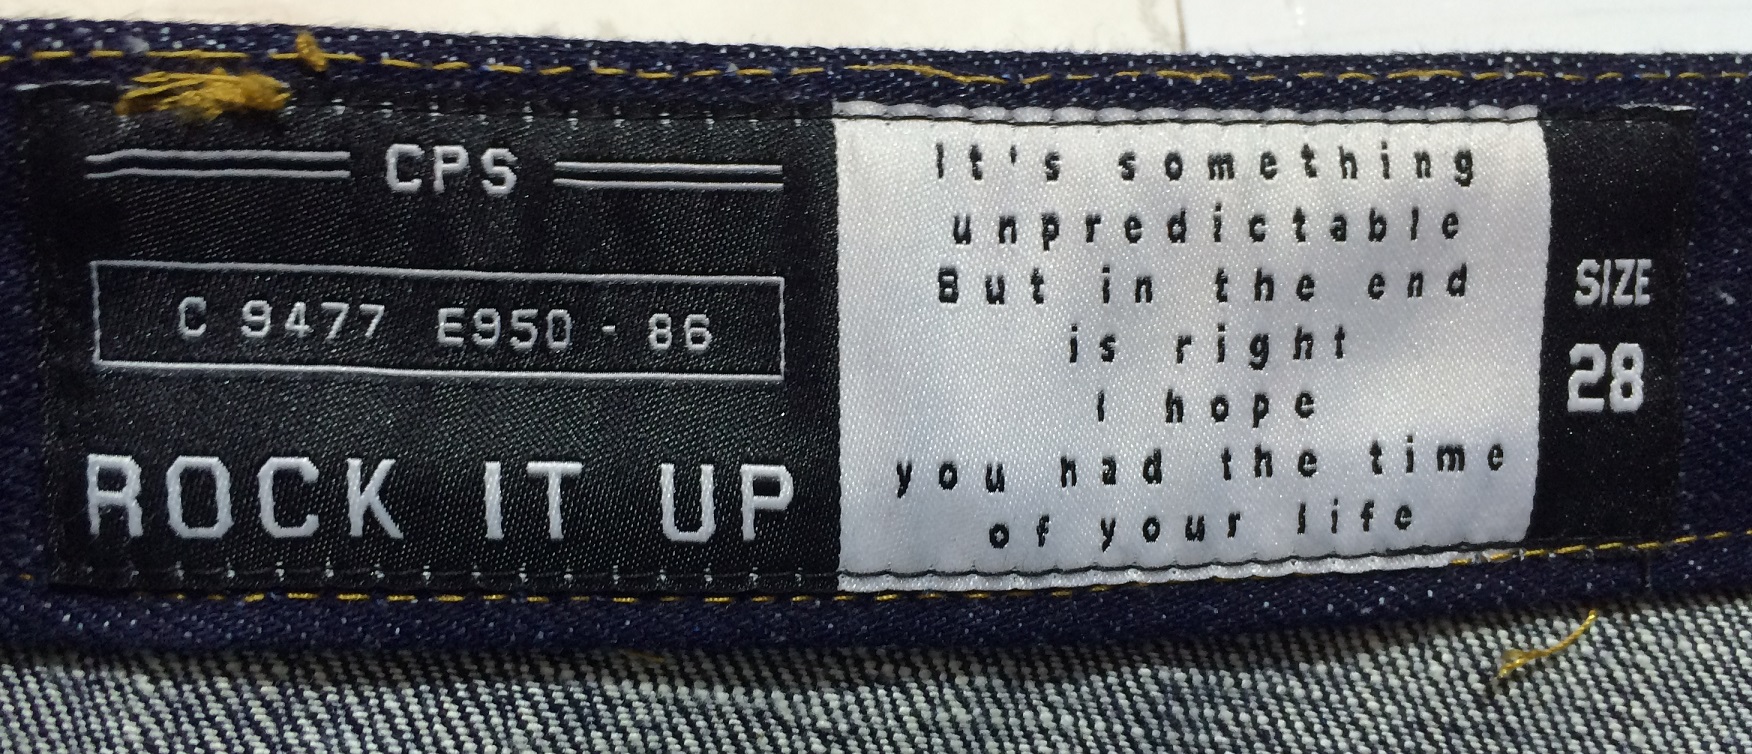 CPS
C 9477 E950 - 86
ROCK IT UP
It's something
unpredictable
But in the end
is right
I hope
you had the time
of your life
SIZE
28